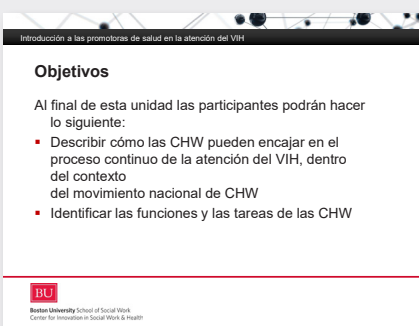 Introducción a las promotoras de salud en la atención del VIH
Objetivos
Al final de esta unidad las participantes podrán hacer
lo siguiente:
▪ Describir cómo las CHW pueden encajar en el
proceso continuo de la atención del VIH, dentro
del contexto
del movimiento nacional de CHW
▪ Identificar las funciones y las tareas de las CHW
BU
Boston University School of Social Work
Center for Innovation in Social Work & Health